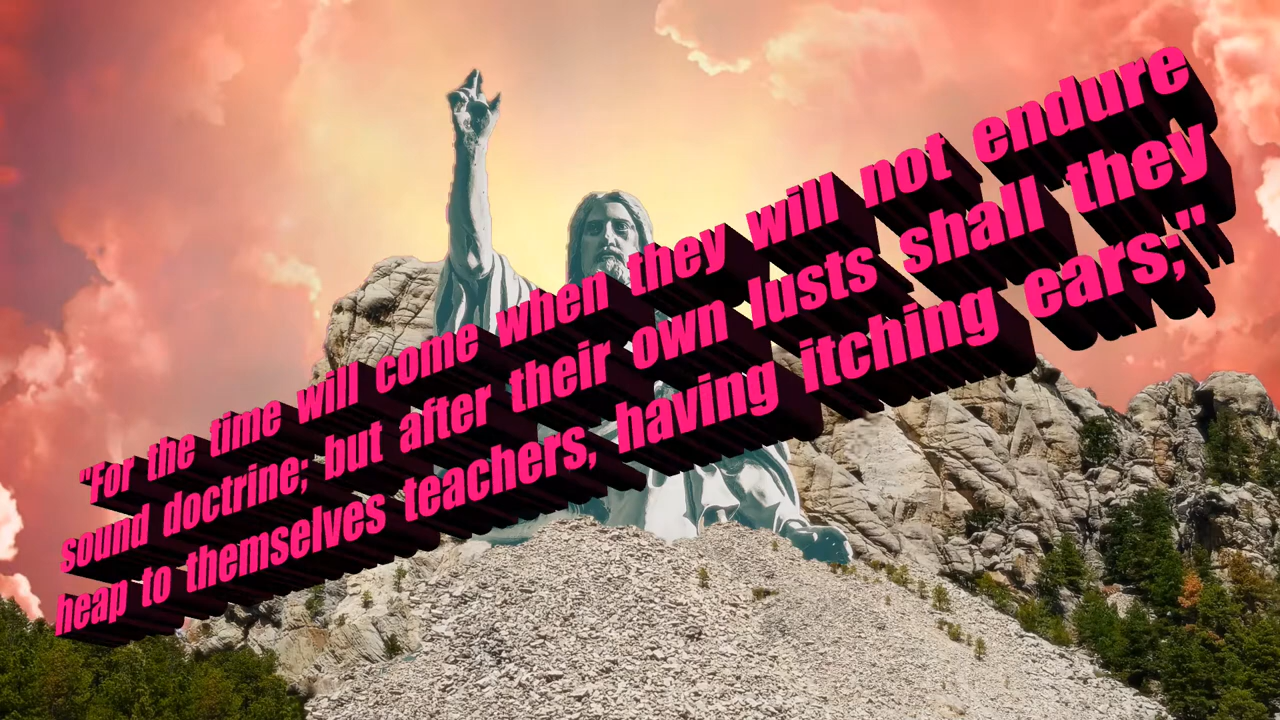 "For the time will come when they will not endure
sound doctrine; but after their own lusts shall they
heap to themselves teachers, having itching ears;"